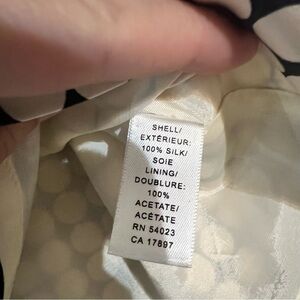 SHELL/
EXTÉRIEUR:
100% SILK/
SOIE
LINING/
DOUBLURE:
100%
ACETATE/
ACÉTATE
RN 54023
CA 17897